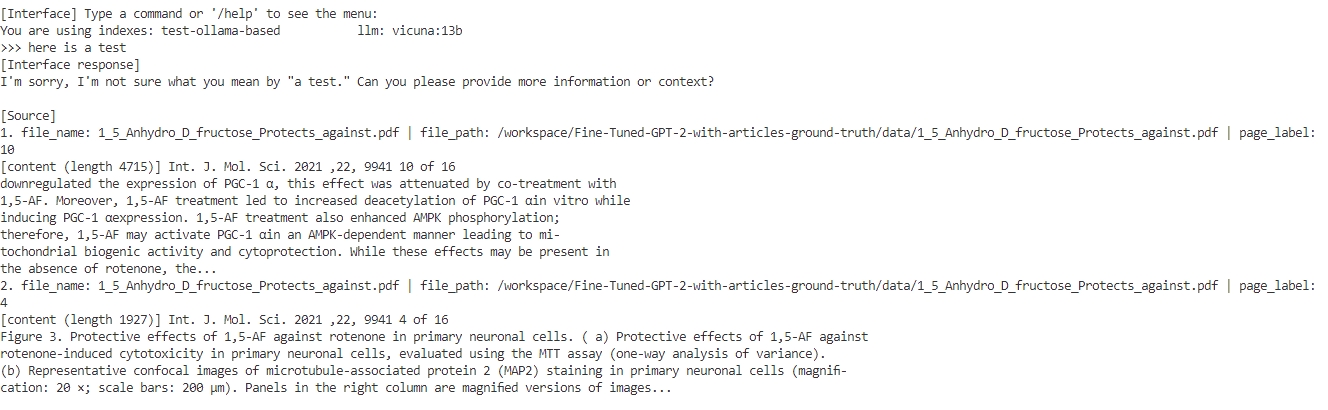 [Interface] Type a command or '/help' to see the menu:
You are using indexes: test-ollama-based          llm: vicuna:13b
>>> here is a test
[Interface response]
I'm sorry, I'm not sure what you mean by "a test." Can you please provide more information or context?

[Source]
1. file_name: 1_5_Anhydro_D_fructose_Protects_against.pdf | file_path: /workspace/Fine-Tuned-GPT-2-with-articles-ground-truth/data/1_5_Anhydro_D_fructose_Protects_against.pdf | page_label:
10
[content (length 4715)] Int. J. Mol. Sci. 2021 ,22, 9941 10 of 16
downregulated the expression of PGC-1 α, this effect was attenuated by co-treatment with
1,5-AF. Moreover, 1,5-AF treatment led to increased deacetylation of PGC-1 αin vitro while
inducing PGC-1 αexpression. 1,5-AF treatment also enhanced AMPK phosphorylation;
therefore, 1,5-AF may activate PGC-1 αin an AMPK-dependent manner leading to mi-
tochondrial biogenic activity and cytoprotection. While these effects may be present in
the absence of rotenone, the...
2. file_name: 1_5_Anhydro_D_fructose_Protects_against.pdf | file_path: /workspace/Fine-Tuned-GPT-2-with-articles-ground-truth/data/1_5_Anhydro_D_fructose_Protects_against.pdf | page_label:
4
[content (length 1927)] Int. J. Mol. Sci. 2021 ,22, 9941 4 of 16
Figure 3. Protective effects of 1,5-AF against rotenone in primary neuronal cells. ( a) Protective effects of 1,5-AF against
rotenone-induced cytotoxicity in primary neuronal cells, evaluated using the MTT assay (one-way analysis of variance).
(b) Representative confocal images of microtubule-associated protein 2 (MAP2) staining in primary neuronal cells (magnifi-
cation: 20 ×; scale bars: 200 µm). Panels in the right column are magnified versions of images...